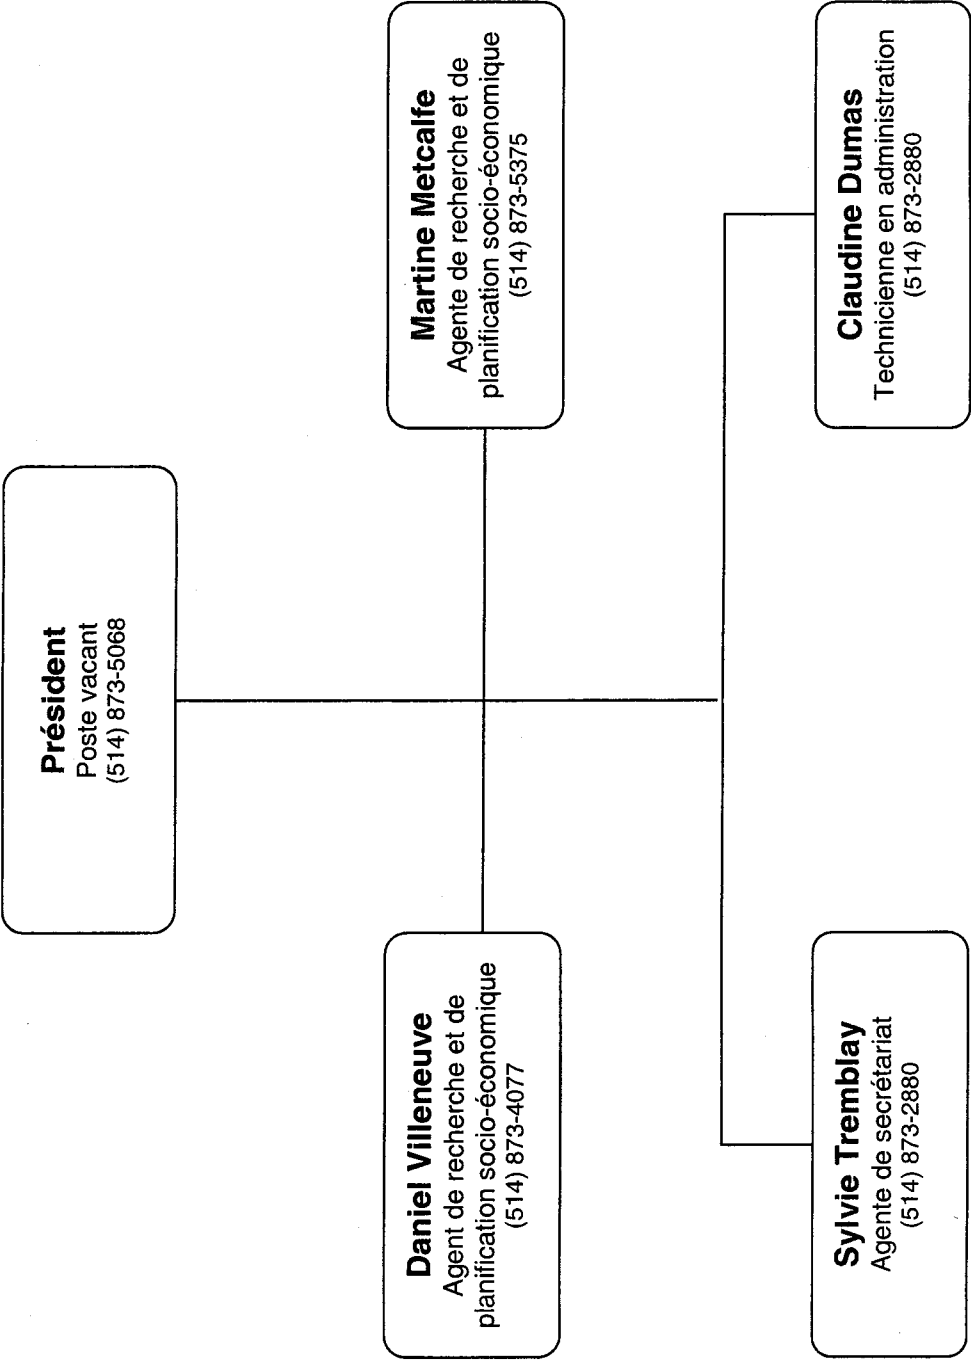 Président
Poste vacant
(514) 873-5068
Daniel Villeneuve
Agent de recherche et de
planification socio-économique
(514) 873-4077
Martine Metcalfe
Agente de recherche et de
planification socio-économique
(514) 873-5375
Sylvie Tremblay
Agente de secrétariat
(514) 873-2880
Claudine Dumas
Technicienne en administration
(514) 873-2880